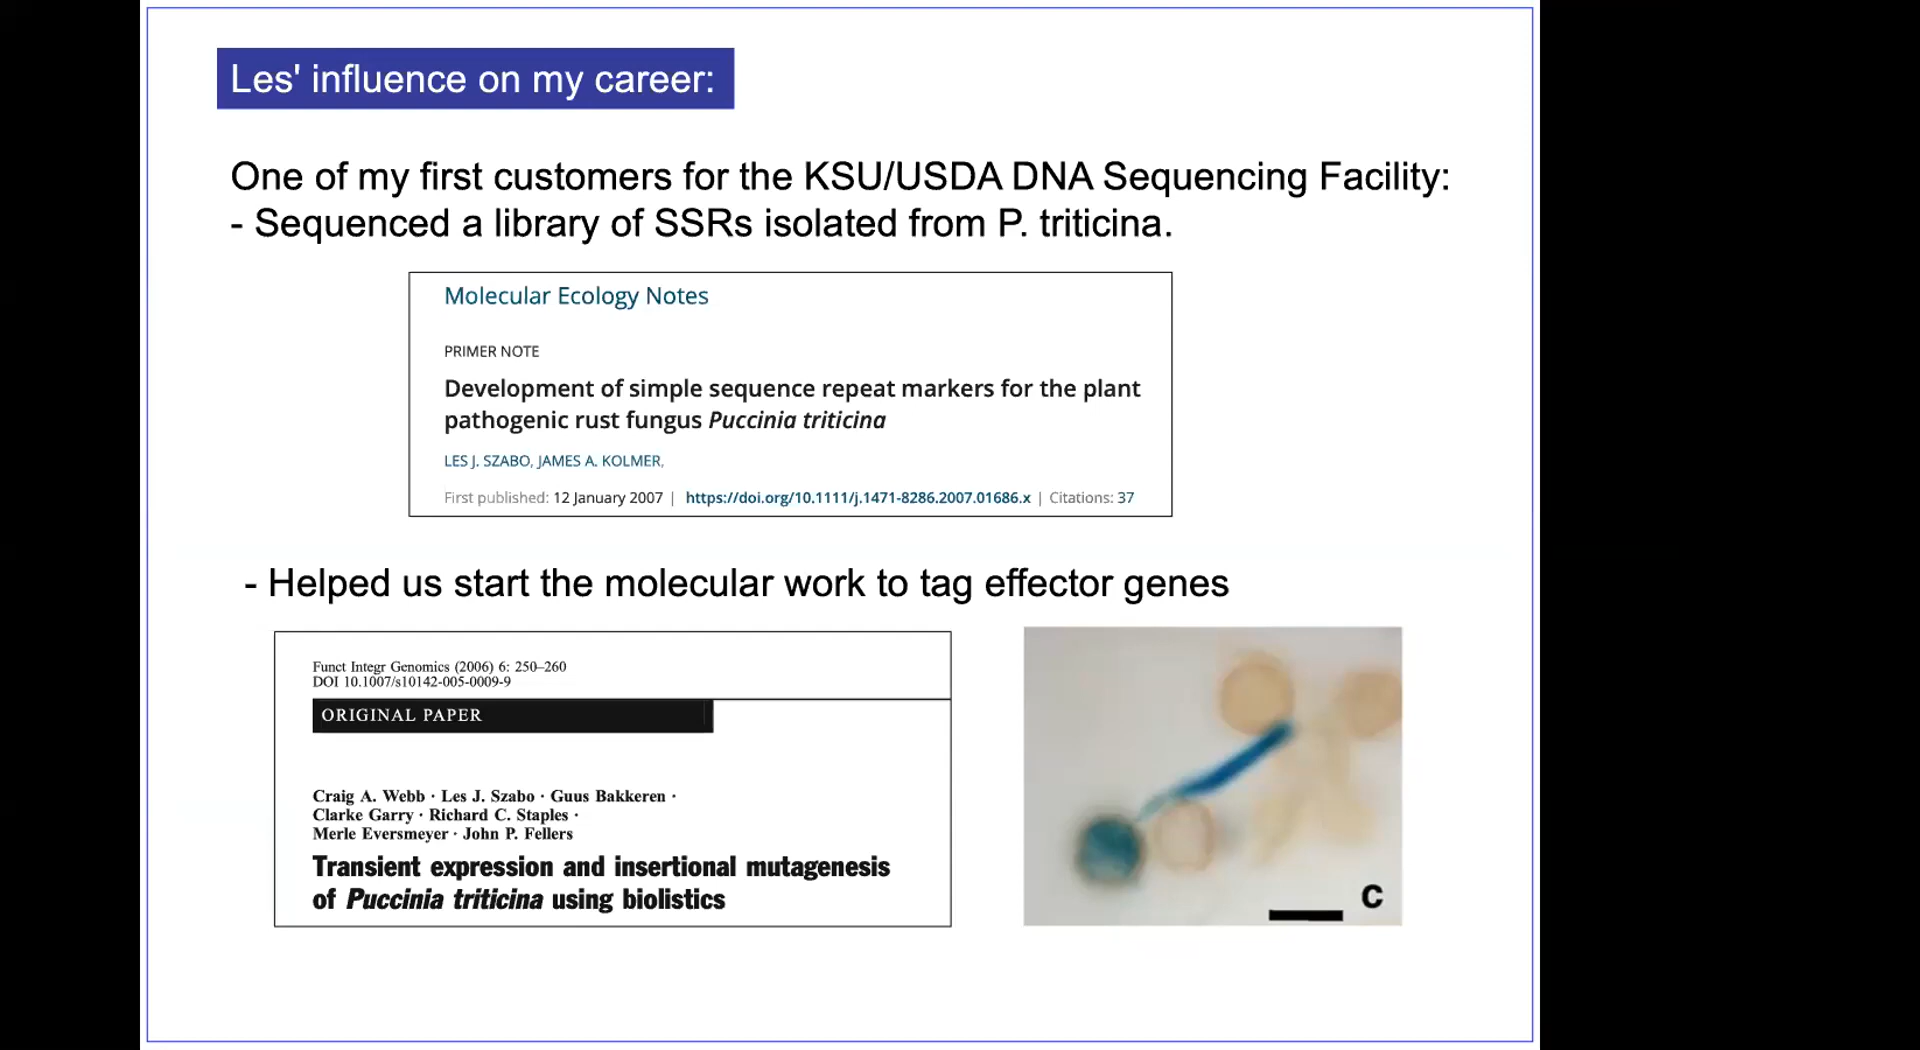 Les' influence on my career:
One of my first customers for the KSU/USDA DNA Sequencing Facility:
- Sequenced a library of SSRs isolated from P. triticina.
Molecular Ecology Notes
PRIMER NOTE
Development of simple sequence repeat markers for the plant
pathogenic rust fungus Puccinia triticina
LES J. SZABO, JAMES A. KOLMER,
First published: 12 January 2007 | https://doi.org/10.1111/j.1471-8286.2007.01686.x | Citations: 37
- Helped us start the molecular work to tag effector genes
Funct Integr Genomics (2006) 6: 250–260
DOI 10.1007/s10142-005-0009-9
ORIGINAL PAPER
Craig A. Webb · Les J. Szabo · Guus Bakkeren ·
Clarke Garry · Richard C. Staples ·
Merle Eversmeyer · John P. Fellers
Transient expression and insertional mutagenesis
of Puccinia triticina using biolistics
C